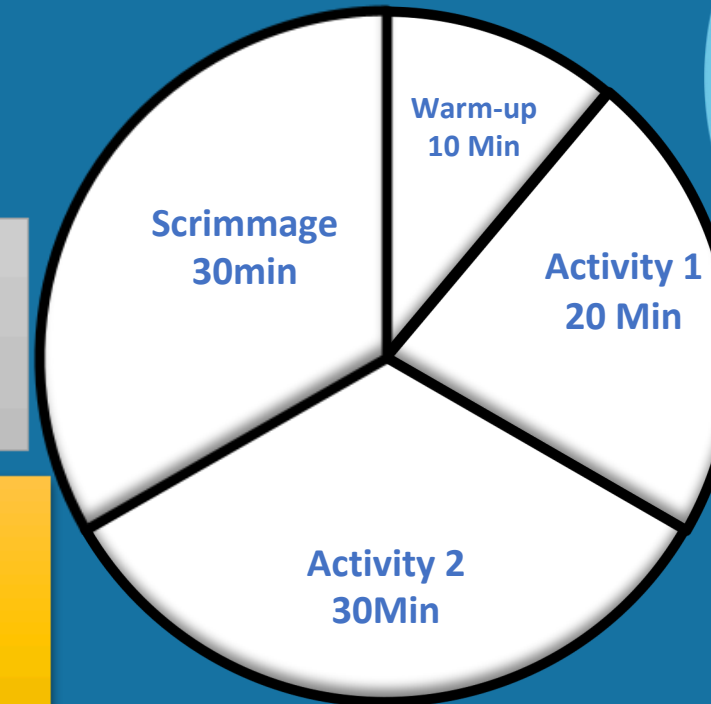 Warm-up
10 Min
Activity 1
20 Min
Activity 2
30Min
Scrimmage
30min